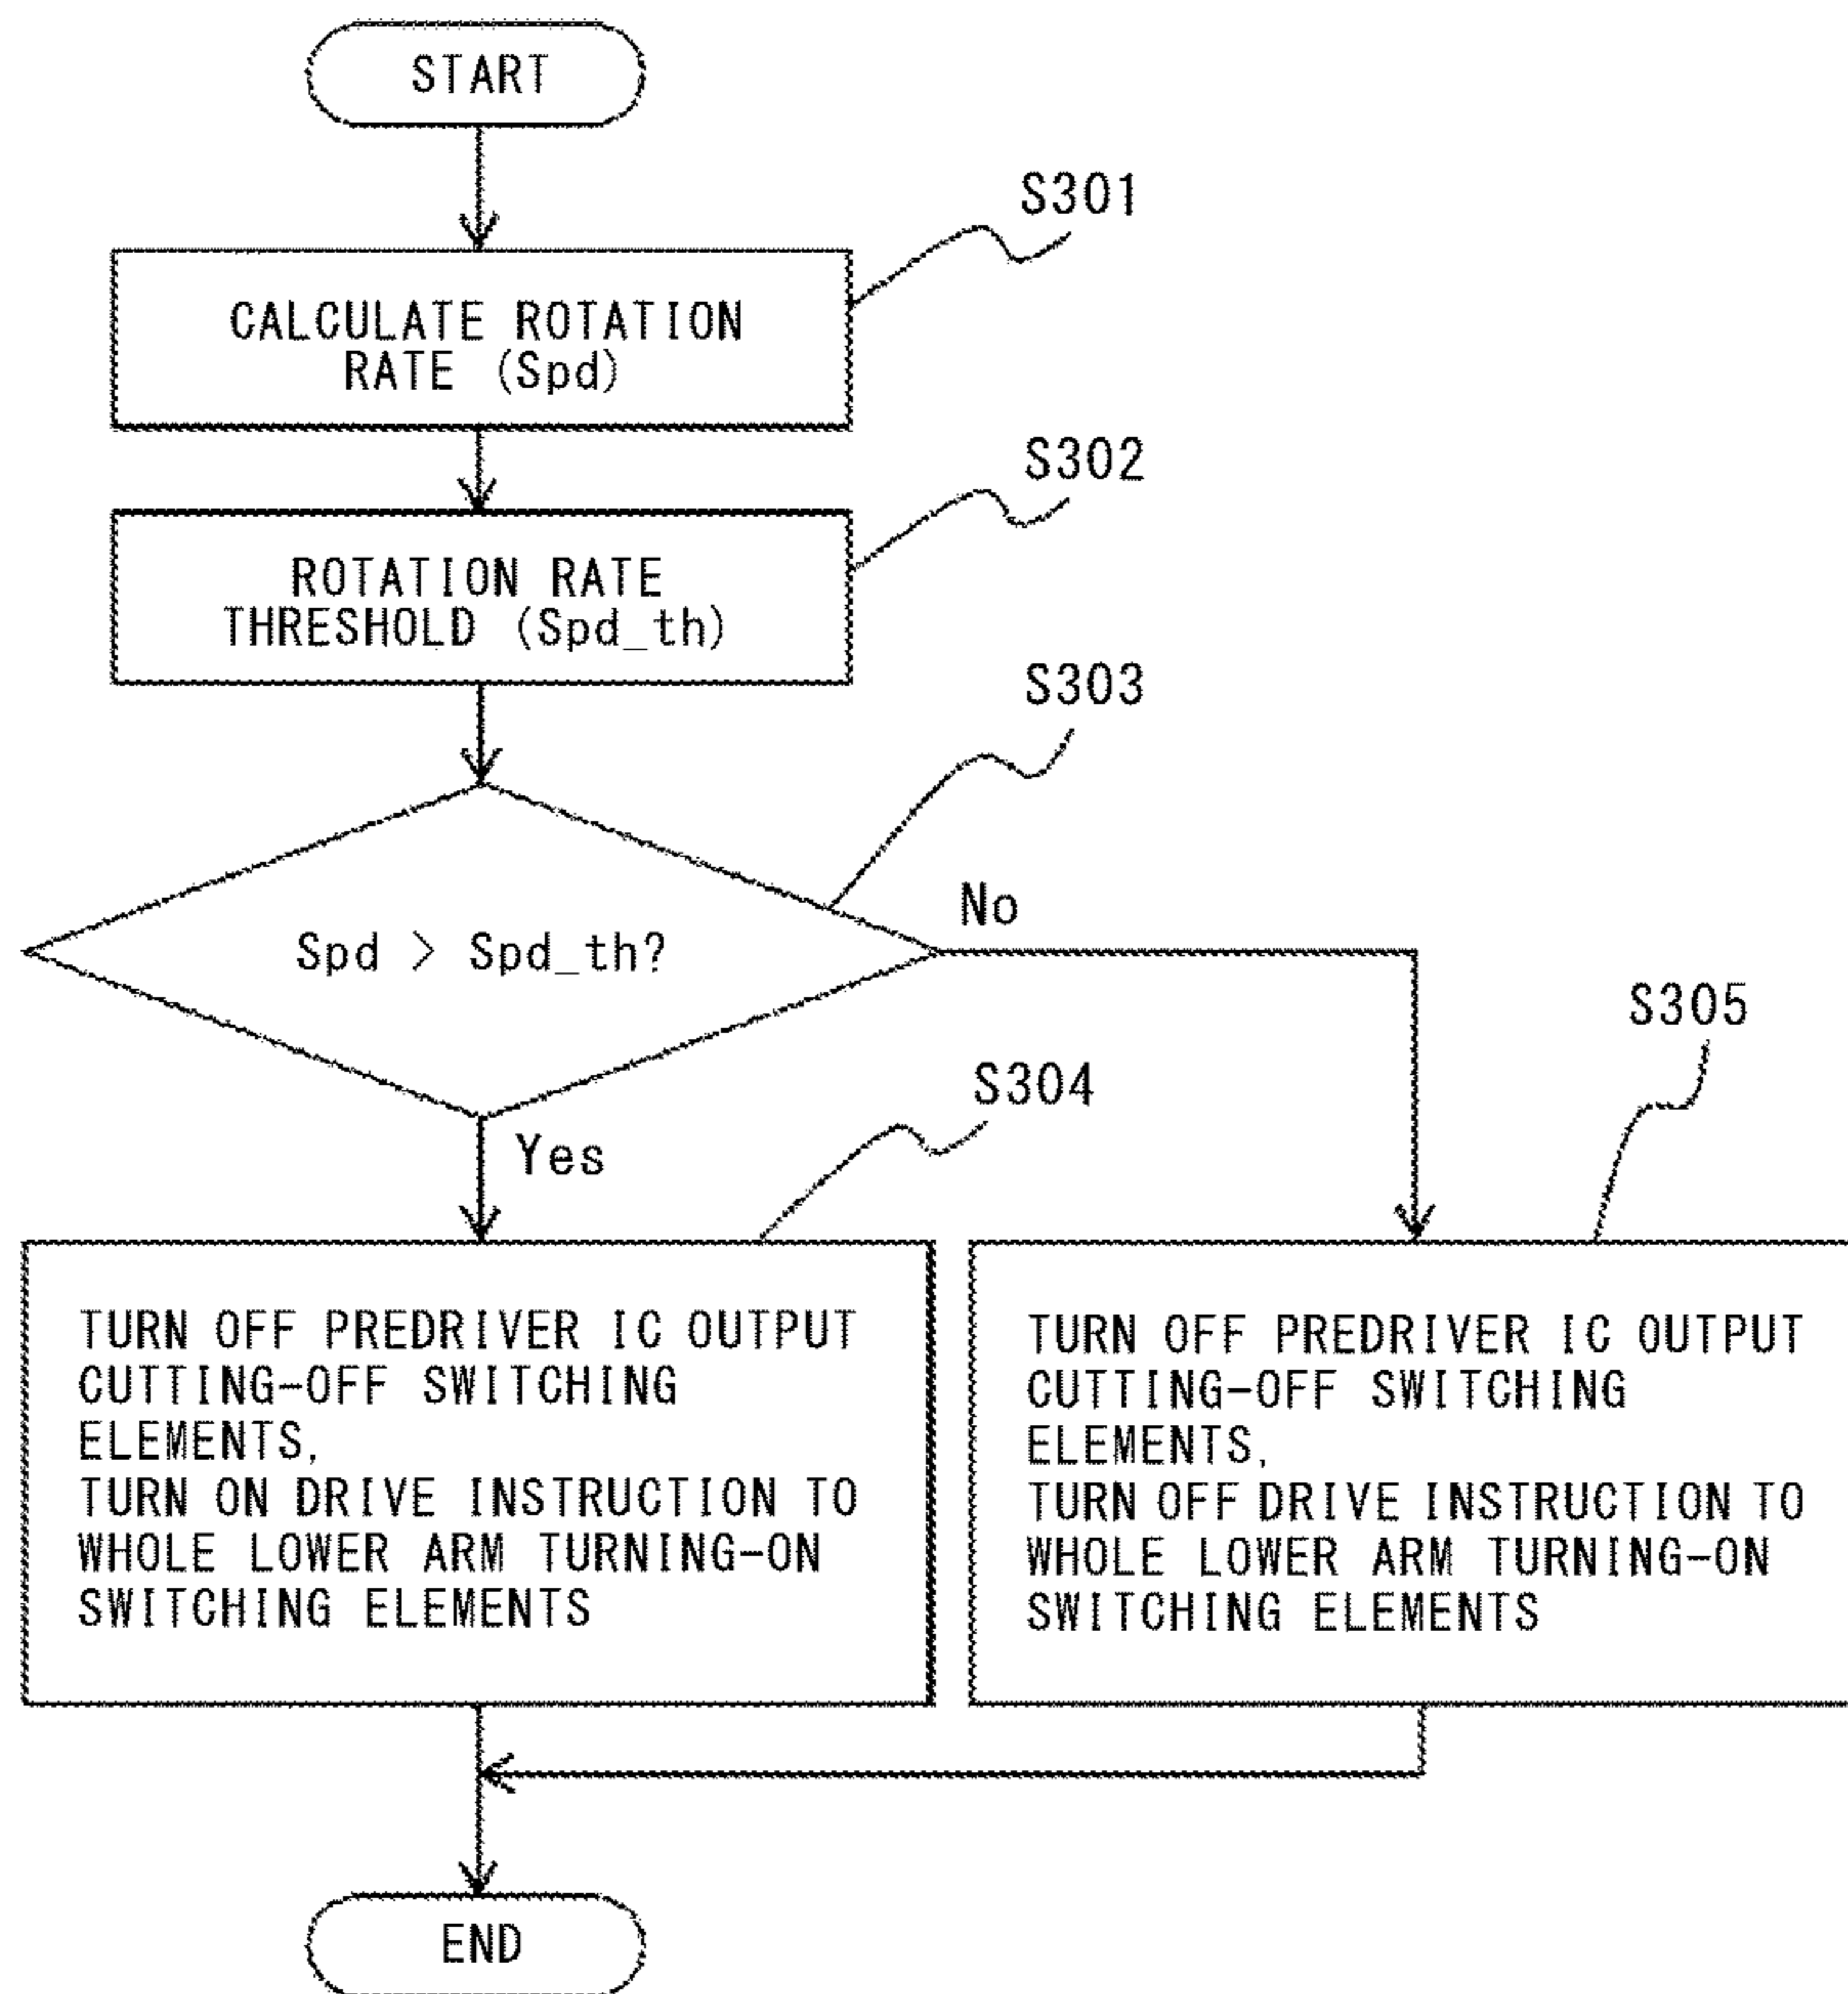 START
S301
CALCULATE ROTATION
RATE (Spd)
S302
ROTATION RATE
THRESHOLD (Spd_th)
S303
Spd > Spd_th?
No
Yes
S304
S305
TURN OFF PREDRIVER IC OUTPUT
CUTTING-OFF SWITCHING
ELEMENTS,
TURN ON DRIVE INSTRUCTION TO
WHOLE LOWER ARM TURNING-ON
SWITCHING ELEMENTS
TURN OFF PREDRIVER IC OUTPUT
CUTTING-OFF SWITCHING
ELEMENTS,
TURN OFF DRIVE INSTRUCTION TO
WHOLE LOWER ARM TURNING-ON
SWITCHING ELEMENTS
END